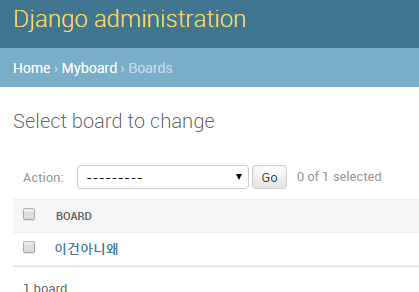 Django administration
Home › Myboard › Boards
Select board to change
Action: --------- Go 0 of 1 selected
BOARD
이건아니왜
1 board